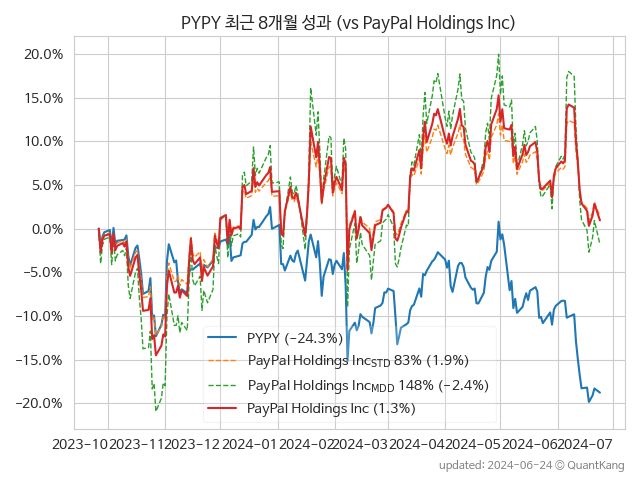 PYPY 최근 8개월 성과 (vs PayPal Holdings Inc)
20.0%
15.0%
10.0%
5.0%
0.0%
−5.0%
−10.0%
−15.0%
−20.0%
PYPY (−24.3%)
PayPal Holdings IncSTD 83% (1.9%)
PayPal Holdings IncMDD 148% (−2.4%)
PayPal Holdings Inc (1.3%)
2023-10 2023-11 2023-12 2024-01 2024-02 2024-03 2024-04 2024-05 2024-06 2024-07
updated: 2024-06-24 © QuantKang